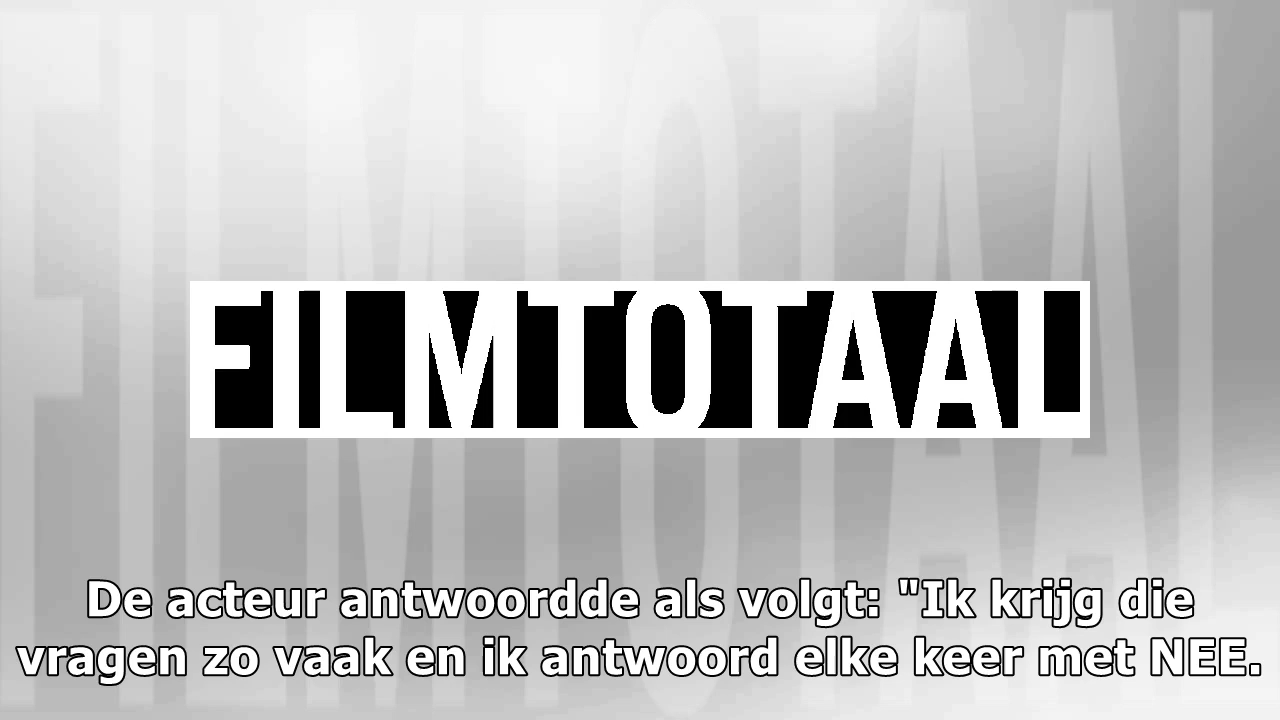 FILMTOTAAL
De acteur antwoordde als volgt: "Ik krijg die
vragen zo vaak en ik antwoord elke keer met NEE.